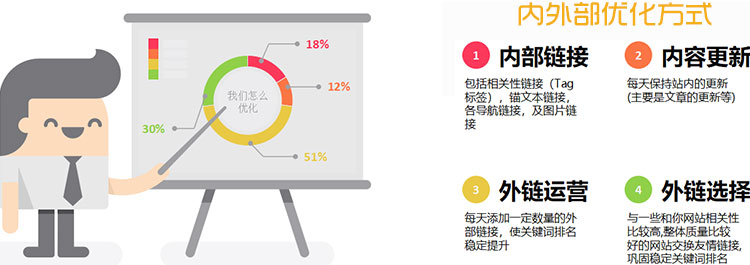 内外部优化方式
18%
12%
我们怎么
优化
30%
51%
1 内部链接
包括相关性链接（Tag
标签），锚文本链接，
各导航链接，及图片链
接
2 内容更新
每天保持站内的更新
(主要是文章的更新等)
3 外链运营
每天添加一定数量的外
部链接，使关键词排名
稳定提升
4 外链选择
与一些和你网站相关性
比较高,整体质量比较
好的网站交换友情链接,
巩固稳定关键词排名